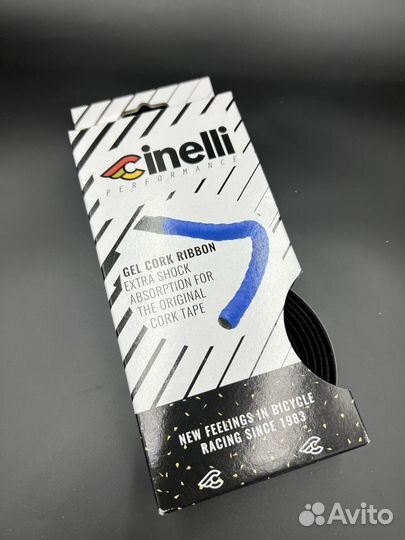 Cinelli
PERFORMANCE
GEL CORK RIBBON
EXTRA SHOCK
ABSORPTION FOR
THE ORIGINAL
CORK TAPE
NEW FEELINGS IN BICYCLE
RACING SINCE 1983
Avito